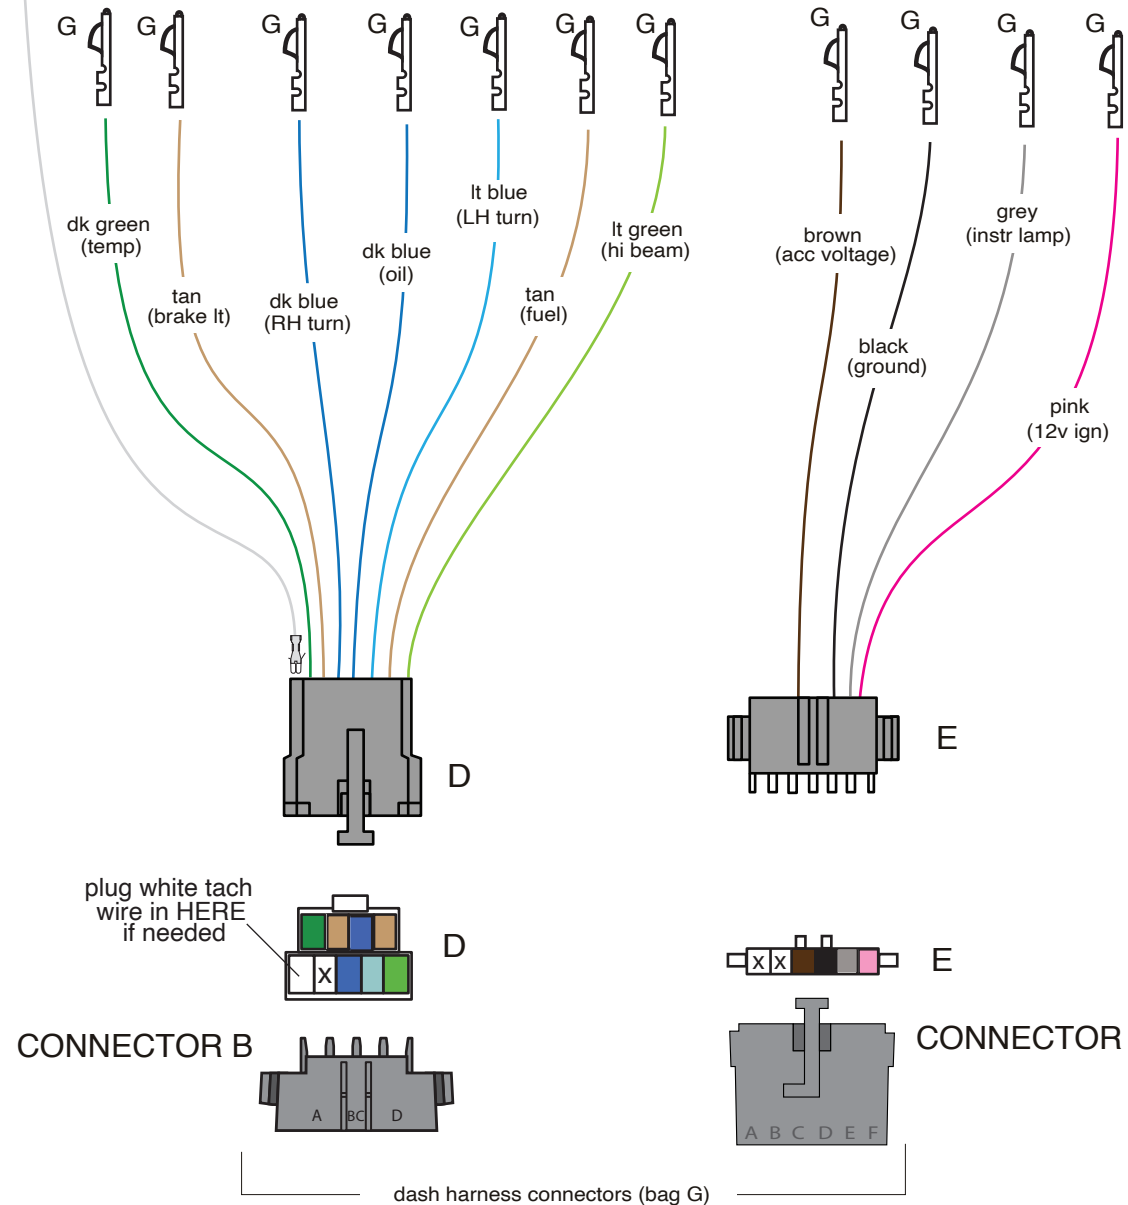 G G G G G G G G G G G
dk green
(temp)
tan
(brake lt)
dk blue
(RH turn)
dk blue
(oil)
lt blue
(LH turn)
tan
(fuel)
lt green
(hi beam)
brown
(acc voltage)
black
(ground)
grey
(instr lamp)
pink
(12v ign)
D
E
plug white tach
wire in HERE
if needed
D
X
X X
E
CONNECTOR B
CONNECTOR
A BC D
A B C D E F
dash harness connectors (bag G)